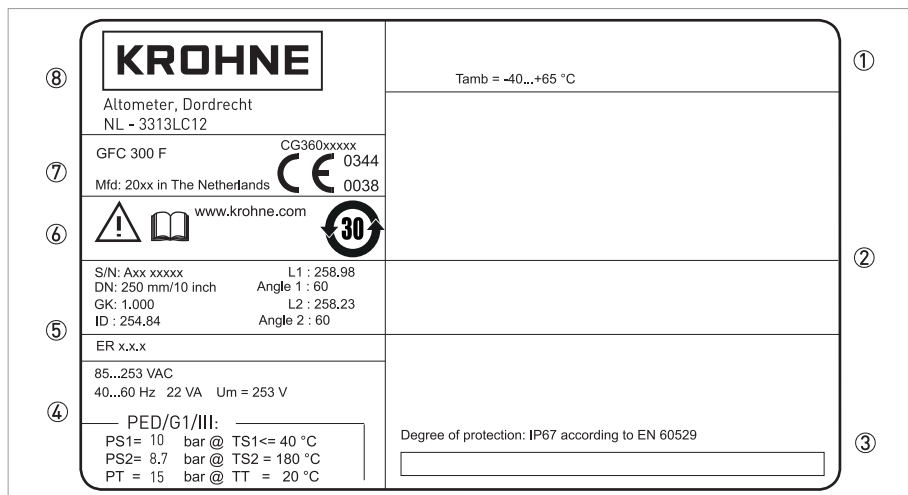 KROHNE
Altometer, Dordrecht
NL - 3313LC12
⑧
GFC 300 F
CG360xxxxx
CE 0344
0038
Mfd: 20xx in The Netherlands
⑦
www.krohne.com
30
⑥
S/N: Axx xxxxx L1 : 258.98
DN: 250 mm/10 inch Angle 1 : 60
GK: 1.000 L2 : 258.23
ID : 254.84 Angle 2 : 60
⑤
ER x.x.x
85...253 VAC
40...60 Hz 22 VA Um = 253 V
④
PED/G1/III:
PS1= 10 bar @ TS1<= 40 °C
PS2= 8.7 bar @ TS2 = 180 °C
PT = 15 bar @ TT = 20 °C
Tamb = -40...+65 °C
①
②
Degree of protection: IP67 according to EN 60529
③